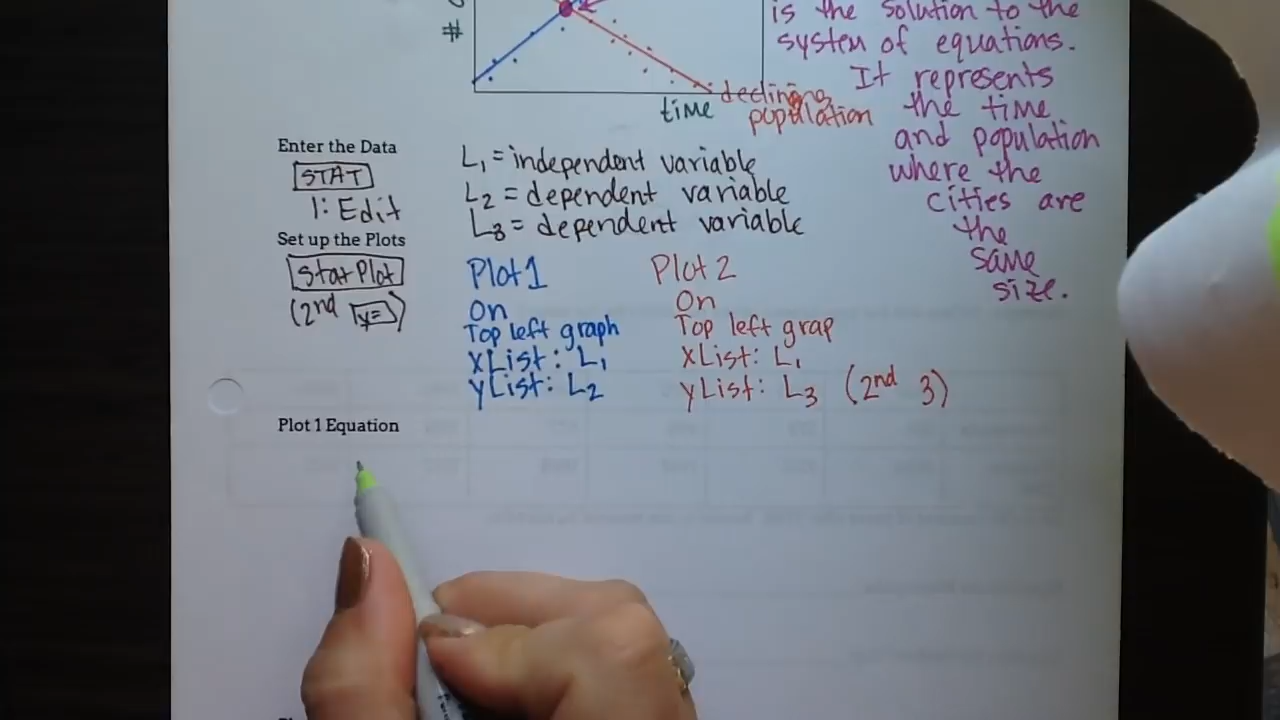 #
is the solution to the
system of equations.
It represents
the time
and population
where the
cities are
the
same
size.
time
declining
population
Enter the Data
STAT
1: Edit
L1 = independent variable
L2 = dependent variable
L3 = dependent variable
Set up the Plots
Stat Plot
(2nd y=)
Plot 1
On
Top left graph
xList: L1
yList: L2
Plot 2
On
Top left grap
xList: L1
yList: L3 (2nd 3)
Plot 1 Equation